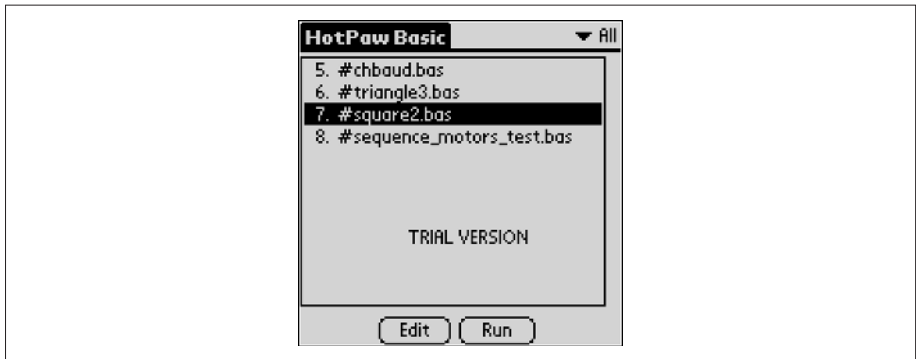 HotPaw Basic
All
5. #chbaud.bas
6. #triangle3.bas
7. #square2.bas
8. #sequence_motors_test.bas
TRIAL VERSION
Edit Run